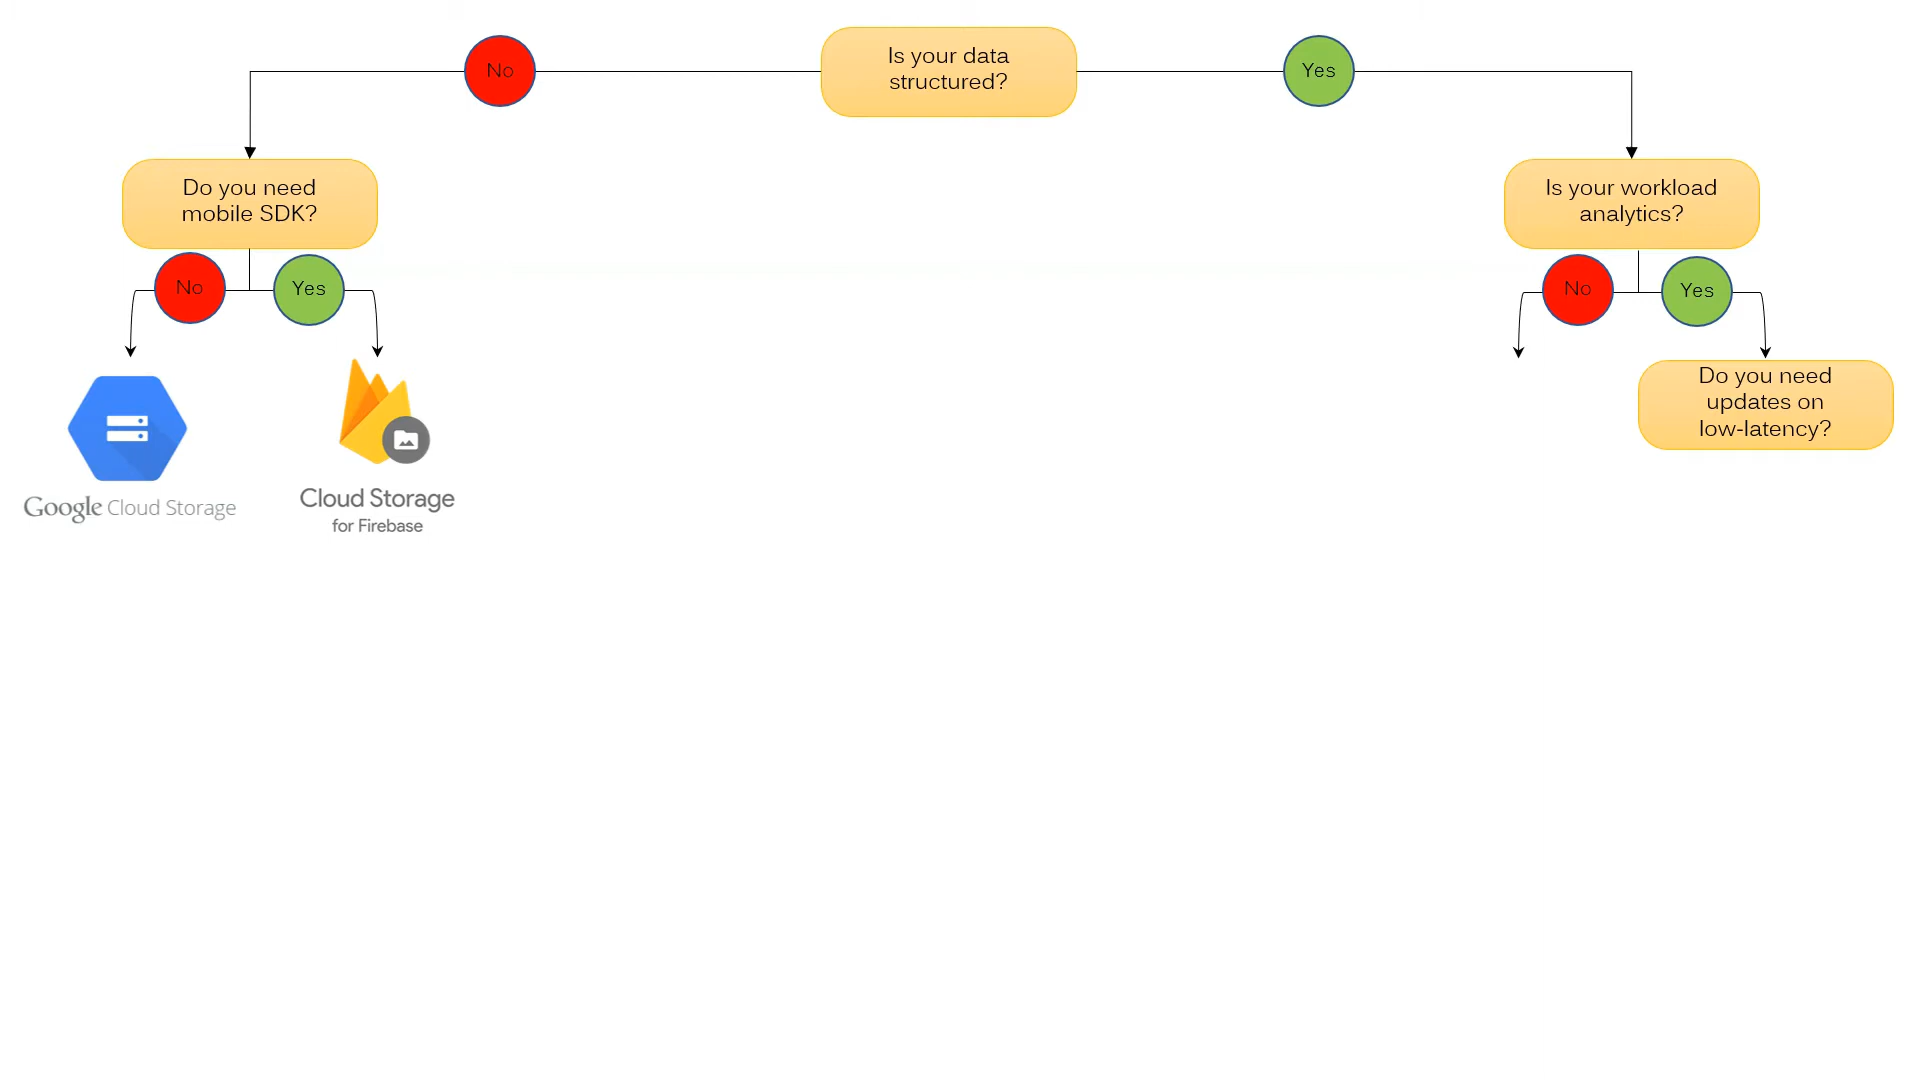 Is your data
structured?
No
Yes
Do you need
mobile SDK?
Is your workload
analytics?
No
Yes
No
Yes
Do you need
updates on
low-latency?
Google Cloud Storage
Cloud Storage
for Firebase